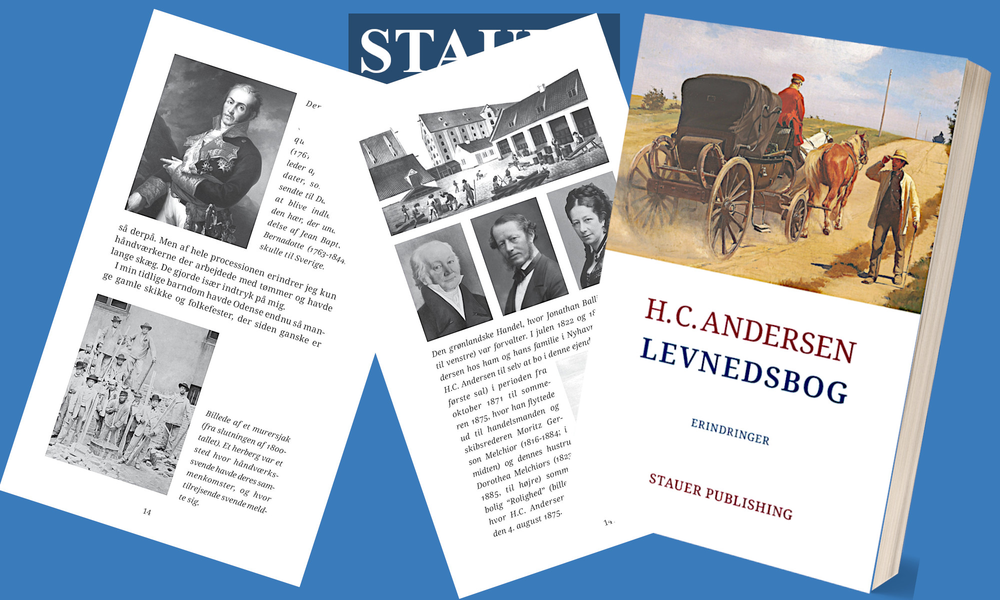 STAUE
Der
qu
(176
leder a
dater, so
sendte til D
at blive indl
den hær, der un
delse af Jean Bapt
Bernadotte (1763-1844
skulle til Sverige.
så derpå. Men af hele processionen erindrer jeg kun
håndværkerne der arbejdede med tømmer og havde
lange skæg. De gjorde især indtryk på mig.
I min tidlige barndom havde Odense endnu så man-
ge gamle skikke og folkefester, der siden ganske er
Billede af et murersjak
(fra slutningen af 1800-
tallet). Et herberg var et
sted hvor håndværks-
svende havde deres sam-
menkomster, og hvor
tilrejsende svende meld-
te sig.
14
Den grønlandske Handel, hvor Jonathan Balli
til venstre) var forvalter. I julen 1822 og 18
dersen hos ham og hans familie i Nyhavn
H.C. Andersen til selv at bo i denne ejend
første sal) i perioden fra
oktober 1871 til somme-
ren 1875, hvor han flyttede
ud til handelsmanden og
skibsrederen Moritz Ger-
son Melchior (1816-1884; i
midten) og dennes hustru
Dorothea Melchiors (1823
1885, til højre) somm
bolig “Rolighed” (bille
hvor H.C. Andersen
den 4. august 1875.
14
H.C. ANDERSEN
LEVNEDSBOG
ERINDRINGER
STAUER PUBLISHING